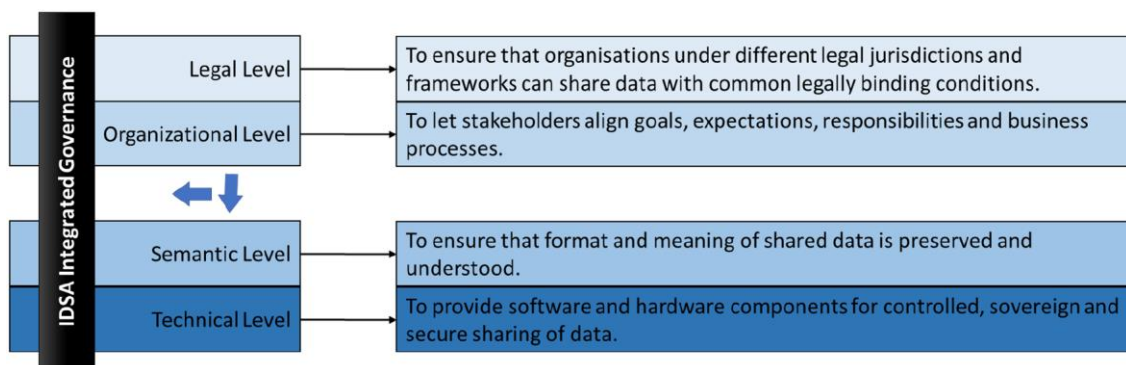 IDSA Integrated Governance
Legal Level
To ensure that organisations under different legal jurisdictions and
frameworks can share data with common legally binding conditions.
Organizational Level
To let stakeholders align goals, expectations, responsibilities and business
processes.
Semantic Level
To ensure that format and meaning of shared data is preserved and
understood.
Technical Level
To provide software and hardware components for controlled, sovereign and
secure sharing of data.